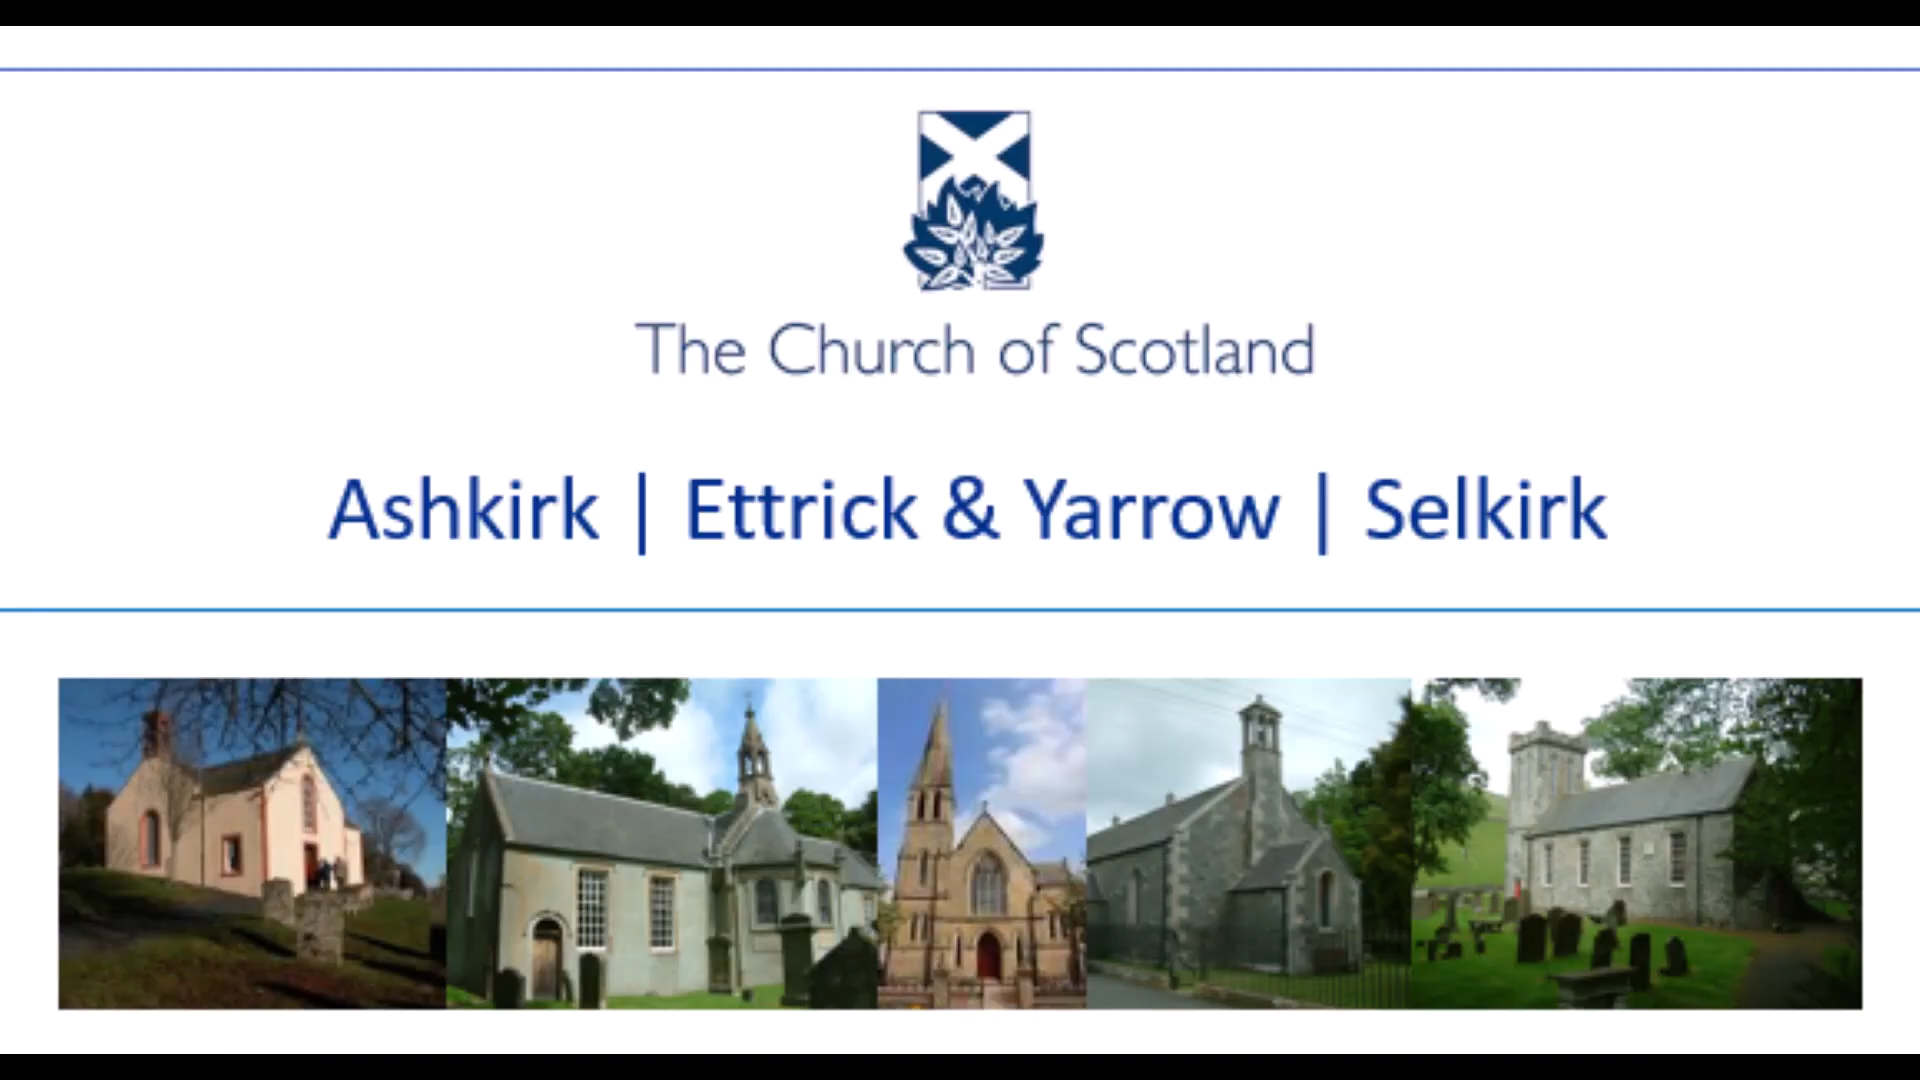 The Church of Scotland
Ashkirk | Ettrick & Yarrow | Selkirk